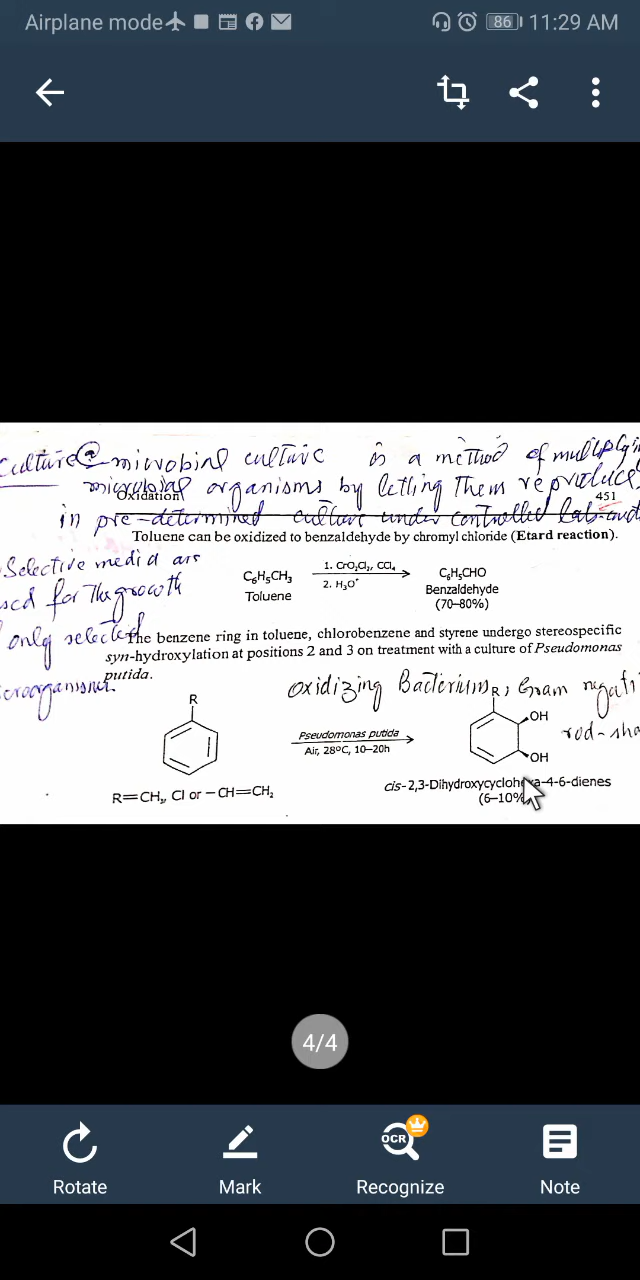 Airplane mode 86 11:29 AM
Culture microbial culture is a method of multiplyin
microbial organisms by letting them reproduce
Oxidation 451
in pre-determined culture under controlled lab
Toluene can be oxidized to benzaldehyde by chromyl chloride (Etard reaction).
Selective media are
used for the growth
only selected
microorganisms
C₆H₅CH₃
Toluene
1. CrO₂Cl₂, CCl₄
2. H₃O⁺
C₆H₅CHO
Benzaldehyde
(70–80%)
The benzene ring in toluene, chlorobenzene and styrene undergo stereospecific
syn-hydroxylation at positions 2 and 3 on treatment with a culture of Pseudomonas
putida.
Oxidizing Bacterium, Gram negati
rod-sha
R
Pseudomonas putida
Air, 28°C, 10–20h
R
OH
OH
R=CH₃, Cl or –CH=CH₂
cis-2,3-Dihydroxycyclohexa-4-6-dienes
(6–10%
4/4
OCR
Rotate Mark Recognize Note